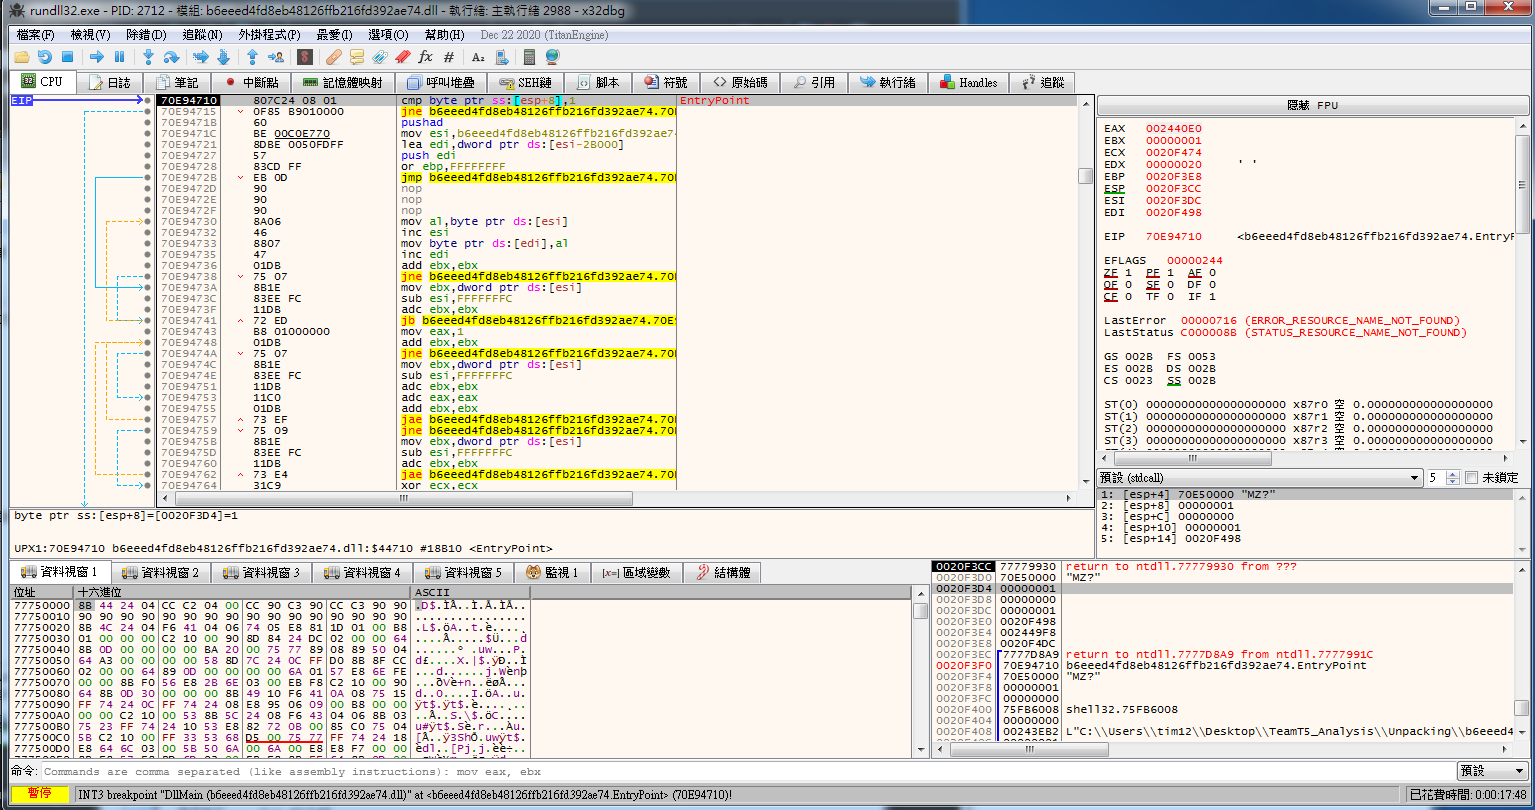 rundll32.exe - PID: 2712 - 模組: b6eeed4fd8eb48126ffb216fd392ae74.dll - 執行緒: 主執行緒 2988 - x32dbg
檔案(F) 檢視(V) 除錯(D) 追蹤(N) 外掛程式(P) 最愛(I) 選項(O) 幫助(H) Dec 22 2020 (TitanEngine)
CPU 日誌 筆記 中斷點 記憶體映射 呼叫堆疊 SEH鏈 腳本 符號 原始碼 引用 執行緒 Handles 追蹤
EIP 70E94710 807C24 08 01 cmp byte ptr ss:[esp+8],1 EntryPoint
70E94715 0F85 B9010000 jne b6eeed4fd8eb48126ffb216fd392ae74.70
70E9471B 60 pushad
70E9471C BE 00C0E770 mov esi,b6eeed4fd8eb48126ffb216fd392ae74
70E94721 8DBE 0050FDFF lea edi,dword ptr ds:[esi-2B000]
70E94727 57 push edi
70E94728 83CD FF or ebp,FFFFFFFF
70E9472B EB 0D jmp b6eeed4fd8eb48126ffb216fd392ae74.70
70E9472D 90 nop
70E9472E 90 nop
70E9472F 90 nop
70E94730 8A06 mov al,byte ptr ds:[esi]
70E94732 46 inc esi
70E94733 8807 mov byte ptr ds:[edi],al
70E94735 47 inc edi
70E94736 01DB add ebx,ebx
70E94738 75 07 jne b6eeed4fd8eb48126ffb216fd392ae74.70
70E9473A 8B1E mov ebx,dword ptr ds:[esi]
70E9473C 83EE FC sub esi,FFFFFFFC
70E9473F 11DB adc ebx,ebx
70E94741 72 ED jb b6eeed4fd8eb48126ffb216fd392ae74.70E9
70E94743 B8 01000000 mov eax,1
70E94748 01DB add ebx,ebx
70E9474A 75 07 jne b6eeed4fd8eb48126ffb216fd392ae74.70
70E9474C 8B1E mov ebx,dword ptr ds:[esi]
70E9474E 83EE FC sub esi,FFFFFFFC
70E94751 11DB adc ebx,ebx
70E94753 11C0 adc eax,eax
70E94755 01DB add ebx,ebx
70E94757 73 EF jae b6eeed4fd8eb48126ffb216fd392ae74.70
70E94759 75 09 jne b6eeed4fd8eb48126ffb216fd392ae74.70
70E9475B 8B1E mov ebx,dword ptr ds:[esi]
70E9475D 83EE FC sub esi,FFFFFFFC
70E94760 11DB adc ebx,ebx
70E94762 73 E4 jae b6eeed4fd8eb48126ffb216fd392ae74.70
70E94764 31C9 xor ecx,ecx
隱藏 FPU
EAX 002440E0
EBX 00000001
ECX 0020F474
EDX 00000020 ' '
EBP 0020F3E8
ESP 0020F3CC
ESI 0020F3DC
EDI 0020F498
EIP 70E94710 <b6eeed4fd8eb48126ffb216fd392ae74.EntryP
EFLAGS 00000244
ZF 1 PF 1 AF 0
OF 0 SF 0 DF 0
CF 0 TF 0 IF 1
LastError 00000716 (ERROR_RESOURCE_NAME_NOT_FOUND)
LastStatus C000008B (STATUS_RESOURCE_NAME_NOT_FOUND)
GS 002B FS 0053
ES 002B DS 002B
CS 0023 SS 002B
ST(0) 00000000000000000000 x87r0 空 0.000000000000000000
ST(1) 00000000000000000000 x87r1 空 0.000000000000000000
ST(2) 00000000000000000000 x87r2 空 0.000000000000000000
ST(3) 00000000000000000000 x87r3 空 0.000000000000000000
預設 (stdcall) 5 未鎖定
1: [esp+4] 70E50000 "MZ?"
2: [esp+8] 00000001
3: [esp+C] 00000000
4: [esp+10] 00000001
5: [esp+14] 0020F498
byte ptr ss:[esp+8]=[0020F3D4]=1
UPX1:70E94710 b6eeed4fd8eb48126ffb216fd392ae74.dll:$44710 #18B10 <EntryPoint>
資料視窗 1 資料視窗 2 資料視窗 3 資料視窗 4 資料視窗 5 監視 1 [x=] 區域變數 結構體
位址 十六進位 ASCII
77750000 8B 44 24 04 CC C2 04 00 CC 90 C3 90 CC C3 90 90
77750010 90 90 90 90 90 90 90 90 90 90 90 90 90 90 90 90
77750020 8B 4C 24 04 F6 41 04 06 74 05 E8 81 1D 01 00 B8
77750030 01 00 00 00 C2 10 00 90 8D 84 24 DC 02 00 00 64
77750040 8B 0D 00 00 00 00 BA 20 00 75 77 89 08 89 50 04
77750050 64 A3 00 00 00 00 58 8D 7C 24 0C FF D0 8B 8F CC
77750060 02 00 00 64 89 0D 00 00 00 00 6A 01 57 E8 6E FE
77750070 00 00 8B F0 56 E8 2B 6E 03 00 EB F8 C2 10 00 90
77750080 64 8B 0D 30 00 00 00 8B 49 10 F6 41 0A 08 75 15
77750090 FF 74 24 0C FF 74 24 08 E8 95 06 09 00 B8 00 00
777500A0 00 00 C2 10 00 53 8B 5C 24 08 F6 43 04 06 8B 03
777500B0 75 23 FF 74 24 10 53 E8 82 72 0B 00 85 C0 75 04
777500C0 5B C2 10 00 FF 33 53 68 D5 00 75 77 FF 74 24 18
777500D0 E8 64 6C 03 00 5B 50 6A 00 6A 00 E8 E8 F7 00 00
0020F3CC 77779930 return to ntdll.77779930 from ???
0020F3D0 70E50000 "MZ?"
0020F3D4 00000001
0020F3D8 00000000
0020F3DC 00000001
0020F3E0 0020F498
0020F3E4 002449F8
0020F3E8 0020F4DC
0020F3EC 7777D8A9 return to ntdll.7777D8A9 from ntdll.7777991C
0020F3F0 70E94710 b6eeed4fd8eb48126ffb216fd392ae74.EntryPoint
0020F3F4 70E50000 "MZ?"
0020F3F8 00000001
0020F3FC 00000000
0020F400 75FB6008 shell32.75FB6008
0020F404 00000000
0020F408 00243EB2 L"C:\\Users\\tim12\\Desktop\\TeamT5_Analysis\\Unpacking\\b6eeed4
命令: Commands are comma separated (like assembly instructions): mov eax, ebx 預設
暫停 INT3 breakpoint "DllMain (b6eeed4fd8eb48126ffb216fd392ae74.dll)" at <b6eeed4fd8eb48126ffb216fd392ae74.EntryPoint> (70E94710)! 已花費時間: 0:00:17:48